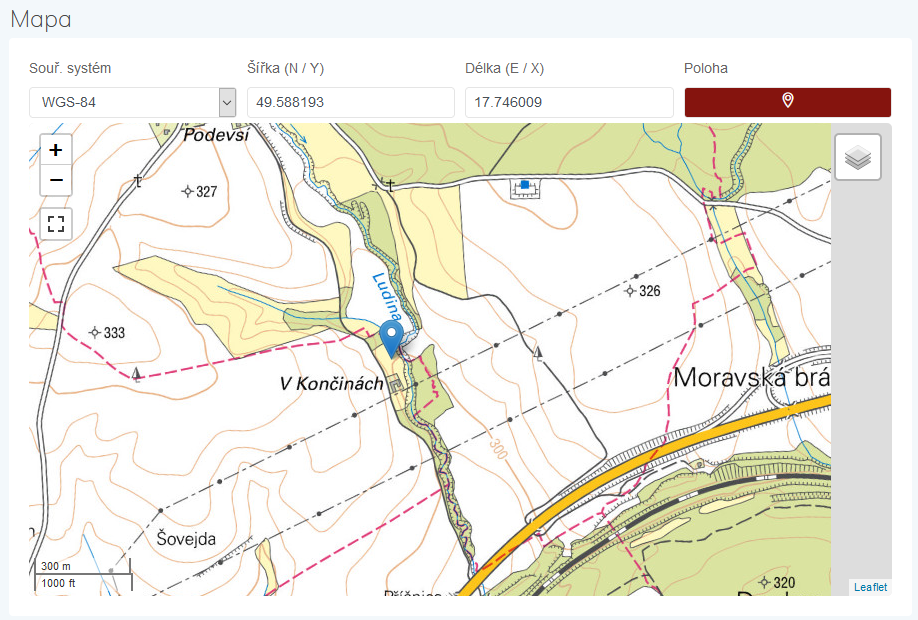 Mapa
Souř. systém
Šířka (N / Y)
Délka (E / X)
Poloha
WGS-84
49.588193
17.746009
+
−
Podevsí
327
Ludina
326
333
V Končinách
Moravská brá
300
Šovejda
300 m
1000 ft
320
Leaflet